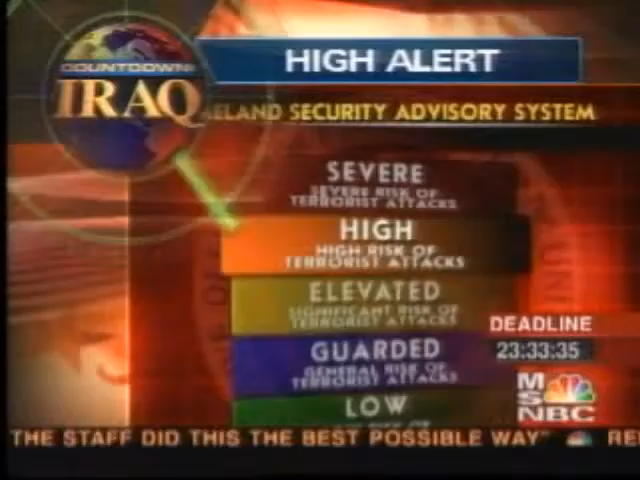 HIGH ALERT
COUNTDOWN:
IRAQ
ELAND SECURITY ADVISORY SYSTEM
SEVERE
SEVERE RISK OF
TERRORIST ATTACKS
HIGH
HIGH RISK OF
TERRORIST ATTACKS
ELEVATED
SIGNIFICANT RISK OF
TERRORIST ATTACKS
GUARDED
GENERAL RISK OF
TERRORIST ATTACKS
LOW
DEADLINE
23:33:35
MSNBC
THE STAFF DID THIS THE BEST POSSIBLE WAY" RE